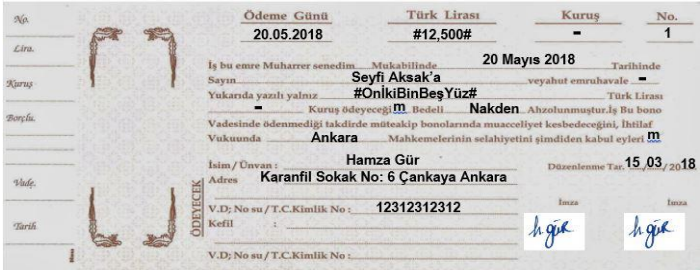 No.
Lira.
Kuruş
Borçlu.
Vade.
Tarih
Ödeme Günü Türk Lirası Kuruş No.
20.05.2018 #12,500# - 1
İş bu emre Muharrer senedim Mukabilinde 20 Mayıs 2018 Tarihinde
Sayın Seyfi Aksak’a veyahut emruhavale -
Yukarıda yazılı yalnız #OnİkiBinBeşYüz# Türk Lirası
- Kuruş ödeyeceğim Bedeli Nakden Ahzolunmuştur.İş Bu bono
Vadesinde ödenmediği takdirde müteakip bonolarında muacceliyet kesbedeceğini, İhtilaf
Vukuunda Ankara Mahkemelerinin selahiyetini şimdiden kabul eylerim
İsim / Ünvan : Hamza Gür Düzenlenme Tar. 15 / 03 / 2018
Adres Karanfil Sokak No: 6 Çankaya Ankara
ÖDEYECEK
V.D; No su / T.C.Kimlik No : 12312312312 İmza İmza
Kefil : h.gür h.gür
V.D; No su / T.C.Kimlik No :